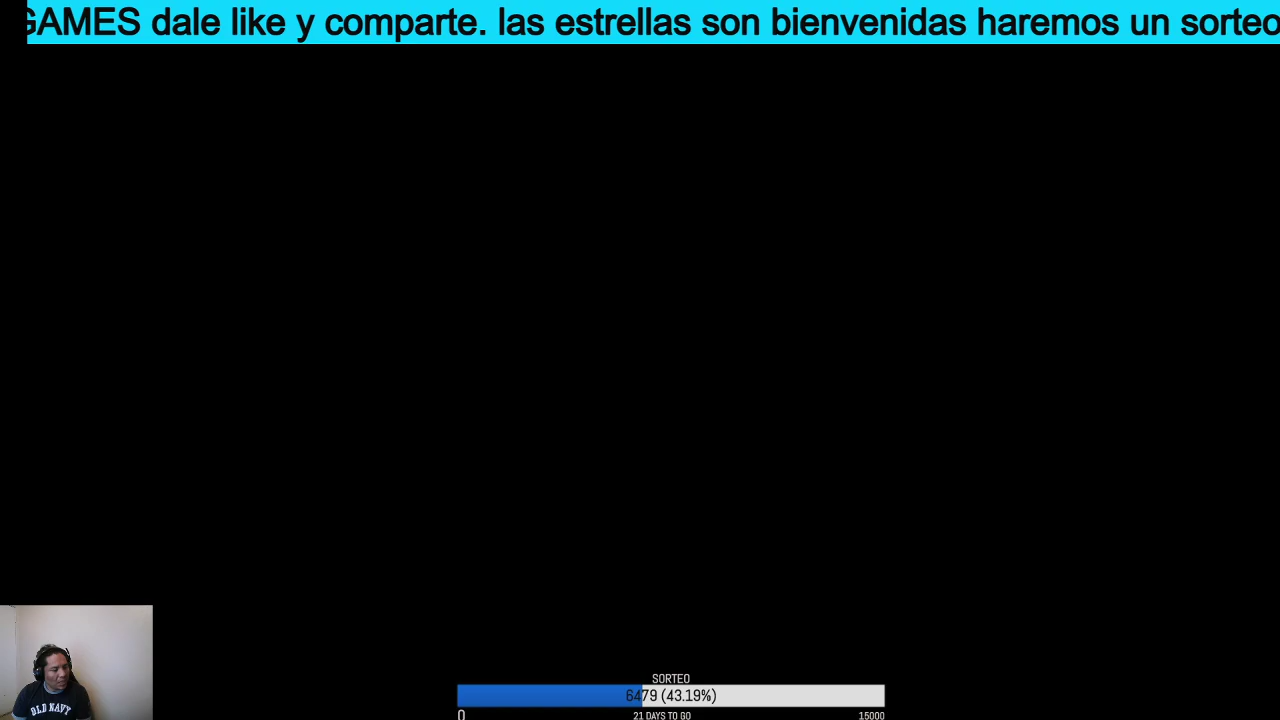 GAMES dale like y comparte. las estrellas son bienvenidas haremos un sorteo
OLD NAVY
SORTEO
6479 (43.19%)
0 21 DAYS TO GO 15000